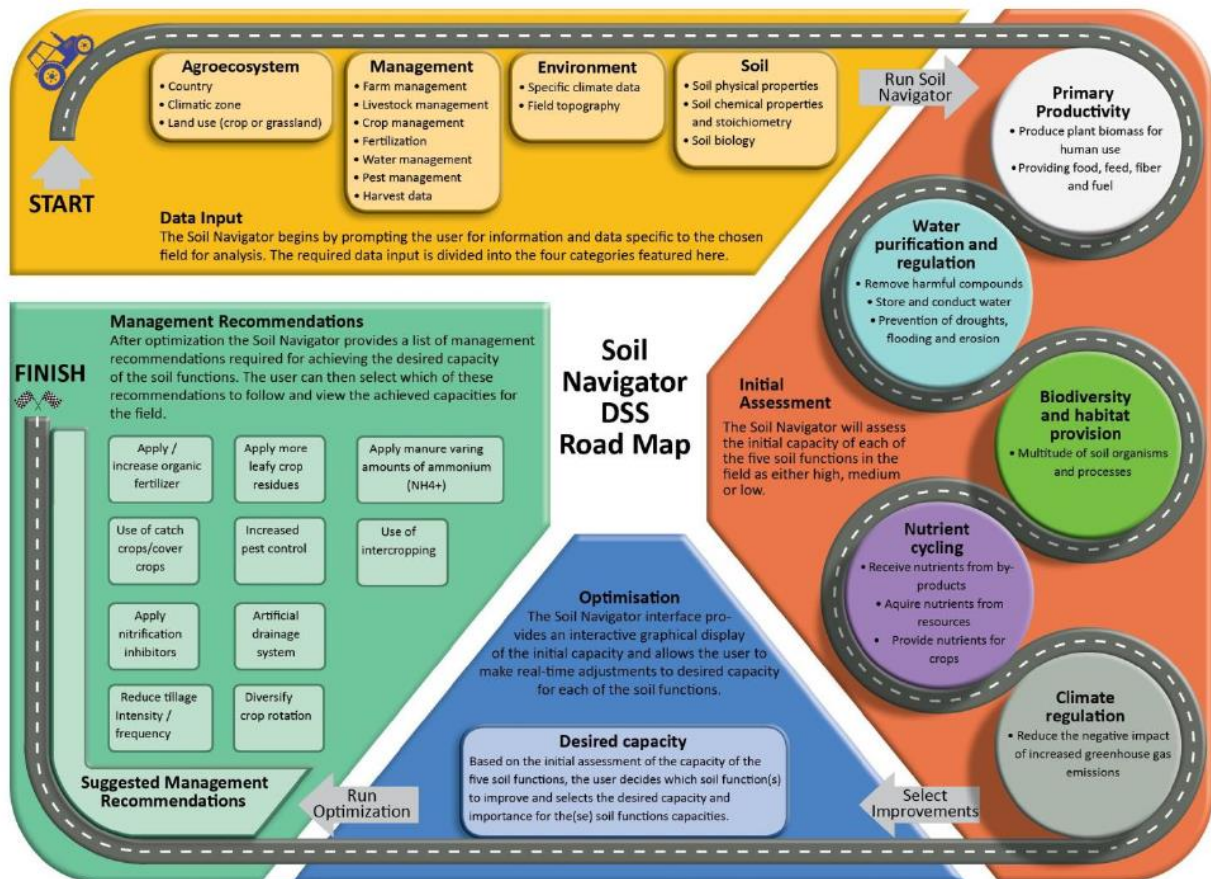 START
Agroecosystem
• Country
• Climatic zone
• Land use (crop or grassland)
Management
• Farm management
• Livestock management
• Crop management
• Fertilization
• Water management
• Pest management
• Harvest data
Environment
• Specific climate data
• Field topography
Soil
• Soil physical properties
• Soil chemical properties
and stoichiometry
• Soil biology
Data Input
The Soil Navigator begins by prompting the user for information and data specific to the chosen
field for analysis. The required data input is divided into the four categories featured here.
Run Soil
Navigator
Primary
Productivity
• Produce plant biomass for
human use
• Providing food, feed, fiber
and fuel
Water
purification and
regulation
• Remove harmful compounds
• Store and conduct water
• Prevention of droughts,
flooding and erosion
Biodiversity
and habitat
provision
• Multitude of soil organisms
and processes
Nutrient
cycling
• Receive nutrients from by-
products
• Aquire nutrients from
resources
• Provide nutrients for
crops
Climate
regulation
• Reduce the negative impact
of increased greenhouse gas
emissions
Initial
Assessment
The Soil Navigator will assess
the initial capacity of each of
the five soil functions in the
field as either high, medium
or low.
Soil
Navigator
DSS
Road Map
Select
Improvements
Optimisation
The Soil Navigator interface pro-
vides an interactive graphical display
of the initial capacity and allows the user to
make real-time adjustments to desired capacity
for each of the soil functions.
Desired capacity
Based on the initial assessment of the capacity of the
five soil functions, the user decides which soil function(s)
to improve and selects the desired capacity and
importance for the(se) soil functions capacities.
Run
Optimization
Management Recommendations
After optimization the Soil Navigator provides a list of management
recommendations required for achieving the desired capacity
of the soil functions. The user can then select which of these
recommendations to follow and view the achieved capacities for
the field.
FINISH
Apply /
increase organic
fertilizer
Apply more
leafy crop
residues
Apply manure varing
amounts of ammonium
(NH4+)
Use of catch
crops/cover
crops
Increased
pest control
Use of
intercropping
Apply
nitrification
inhibitors
Artificial
drainage
system
Reduce tillage
Intensity /
frequency
Diversify
crop rotation
Suggested Management
Recommendations